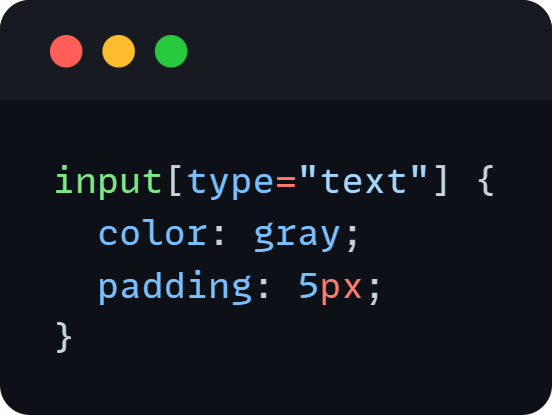 input[type="text"] {
  color: gray;
  padding: 5px;
}